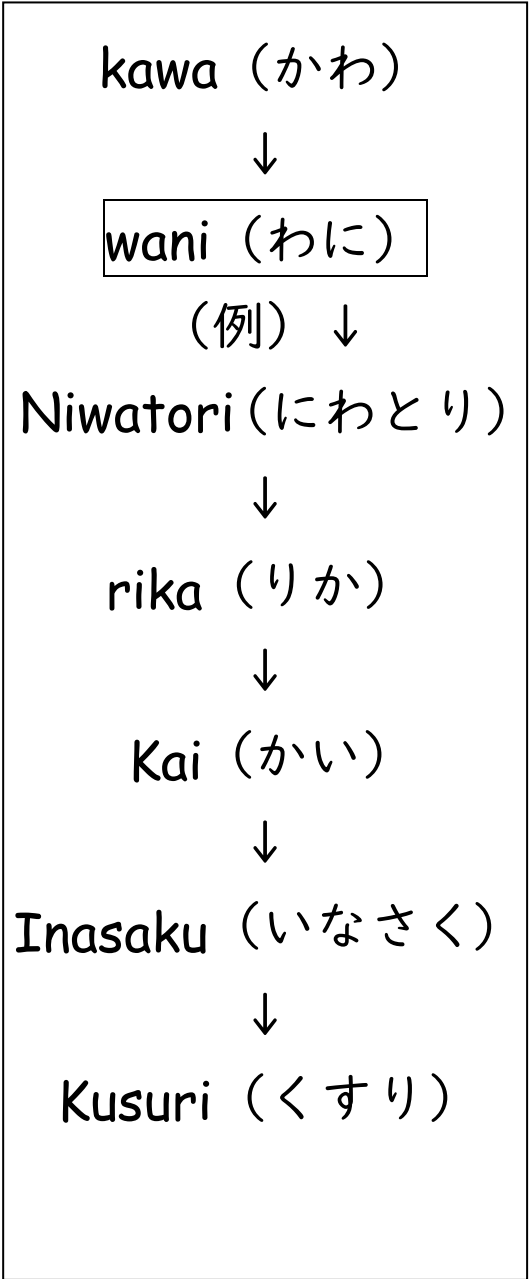 kawa（かわ）
↓
wani（わに）
（例） ↓
Niwatori（にわとり）
↓
rika（りか）
↓
Kai（かい）
↓
Inasaku（いなさく）
↓
Kusuri（くすり）